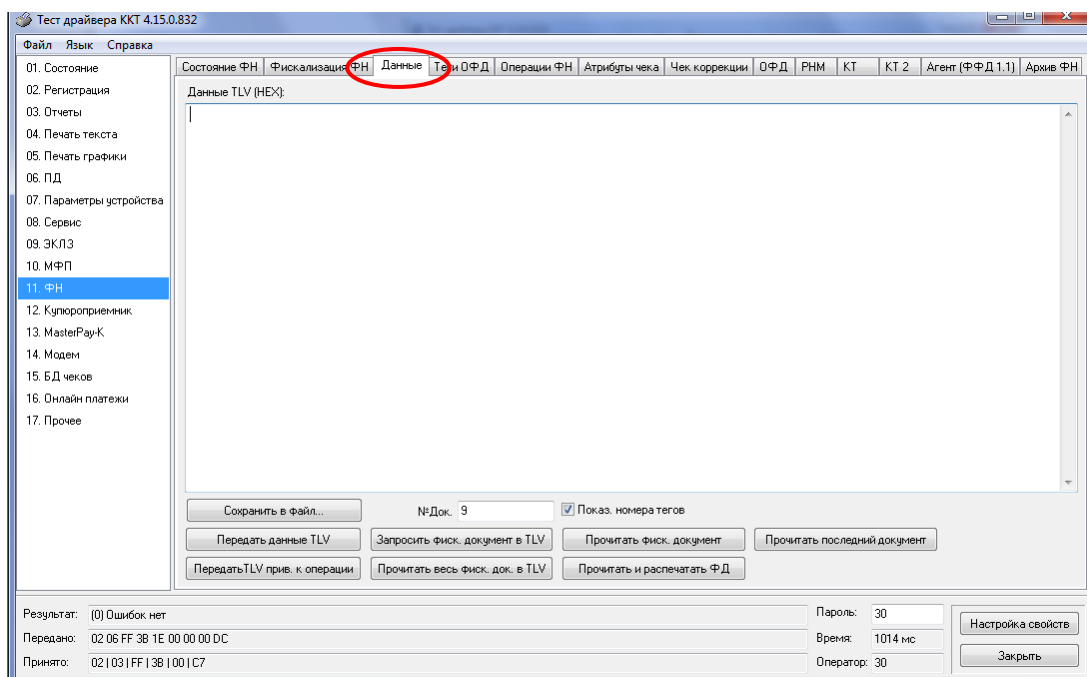 Тест драйвера ККТ 4.15.0.832
Файл Язык Справка
01. Состояние
02. Регистрация
03. Отчеты
04. Печать текста
05. Печать графики
06. ПД
07. Параметры устройства
08. Сервис
09. ЭКЛЗ
10. МФП
11. ФН
12. Купюроприемник
13. MasterPay-K
14. Модем
15. БД чеков
16. Онлайн платежи
17. Прочее
Состояние ФН Фискализация ФН Данные Теги ОФД Операции ФН Атрибуты чека Чек коррекции ОФД РНМ КТ КТ 2 Агент (ФФД 1.1) Архив ФН
Данные TLV (HEX):
Сохранить в файл... №Док. 9 Показ. номера тегов
Передать данные TLV Запросить фиск. документ в TLV Прочитать фиск. документ Прочитать последний документ
ПередатьTLV прив. к операции Прочитать весь фиск. док. в TLV Прочитать и распечатать ФД
Результат: (0) Ошибок нет
Передано: 02 06 FF 3B 1E 00 00 00 DC
Принято: 02 | 03 | FF | 3B | 00 | C7
Пароль: 30
Время: 1014 мс
Оператор: 30
Настройка свойств
Закрыть